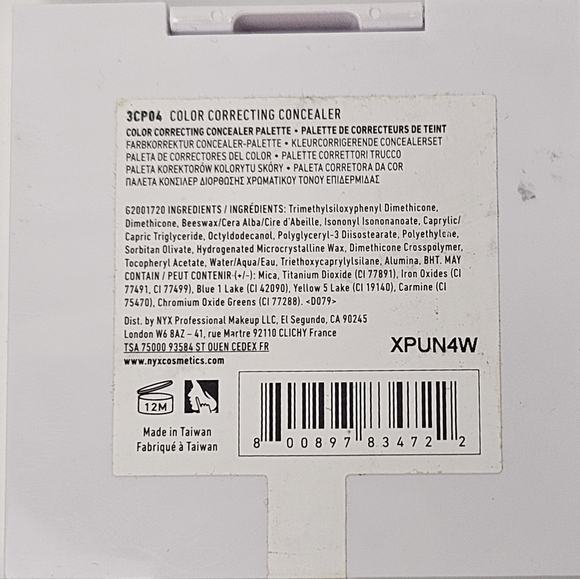 3CP04 COLOR CORRECTING CONCEALER
COLOR CORRECTING CONCEALER PALETTE • PALETTE DE CORRECTEURS DE TEINT
FARBKORREKTUR CONCEALER-PALETTE • KLEURCORRIGERENDE CONCEALERSET
PALETA DE CORRECTORES DEL COLOR • PALETTE CORRETTORI TRUCCO
PALETA KOREKTORÓW KOLORYTU SKÓRY • PALETA CORRETORA DA COR
ΠΑΛΕΤΑ ΚΟΝΣΙΛΕΡ ΔΙΟΡΘΩΣΗΣ ΧΡΩΜΑΤΙΚΟΥ ΤΟΝΟΥ ΕΠΙΔΕΡΜΙΔΑΣ
G2001720 INGREDIENTS / INGRÉDIENTS: Trimethylsiloxyphenyl Dimethicone,
Dimethicone, Beeswax/Cera Alba/Cire d'Abeille, Isononyl Isononanoate, Caprylic/
Capric Triglyceride, Octyldodecanol, Polyglyceryl-3 Diisostearate, Polyethylene,
Sorbitan Olivate, Hydrogenated Microcrystalline Wax, Dimethicone Crosspolymer,
Tocopheryl Acetate, Water/Aqua/Eau, Triethoxycaprylylsilane, Alumina, BHT. MAY
CONTAIN / PEUT CONTENIR (+/-): Mica, Titanium Dioxide (CI 77891), Iron Oxides (CI
77491, CI 77499), Blue 1 Lake (CI 42090), Yellow 5 Lake (CI 19140), Carmine (CI
75470), Chromium Oxide Greens (CI 77288). <D079>
Dist. by NYX Professional Makeup LLC, El Segundo, CA 90245
London W6 8AZ – 41, rue Martre 92110 CLICHY France
TSA 75000 93584 ST OUEN CEDEX FR
www.nyxcosmetics.com
XPUN4W
12M
Made in Taiwan
Fabriqué à Taiwan
8 00897 83472 2